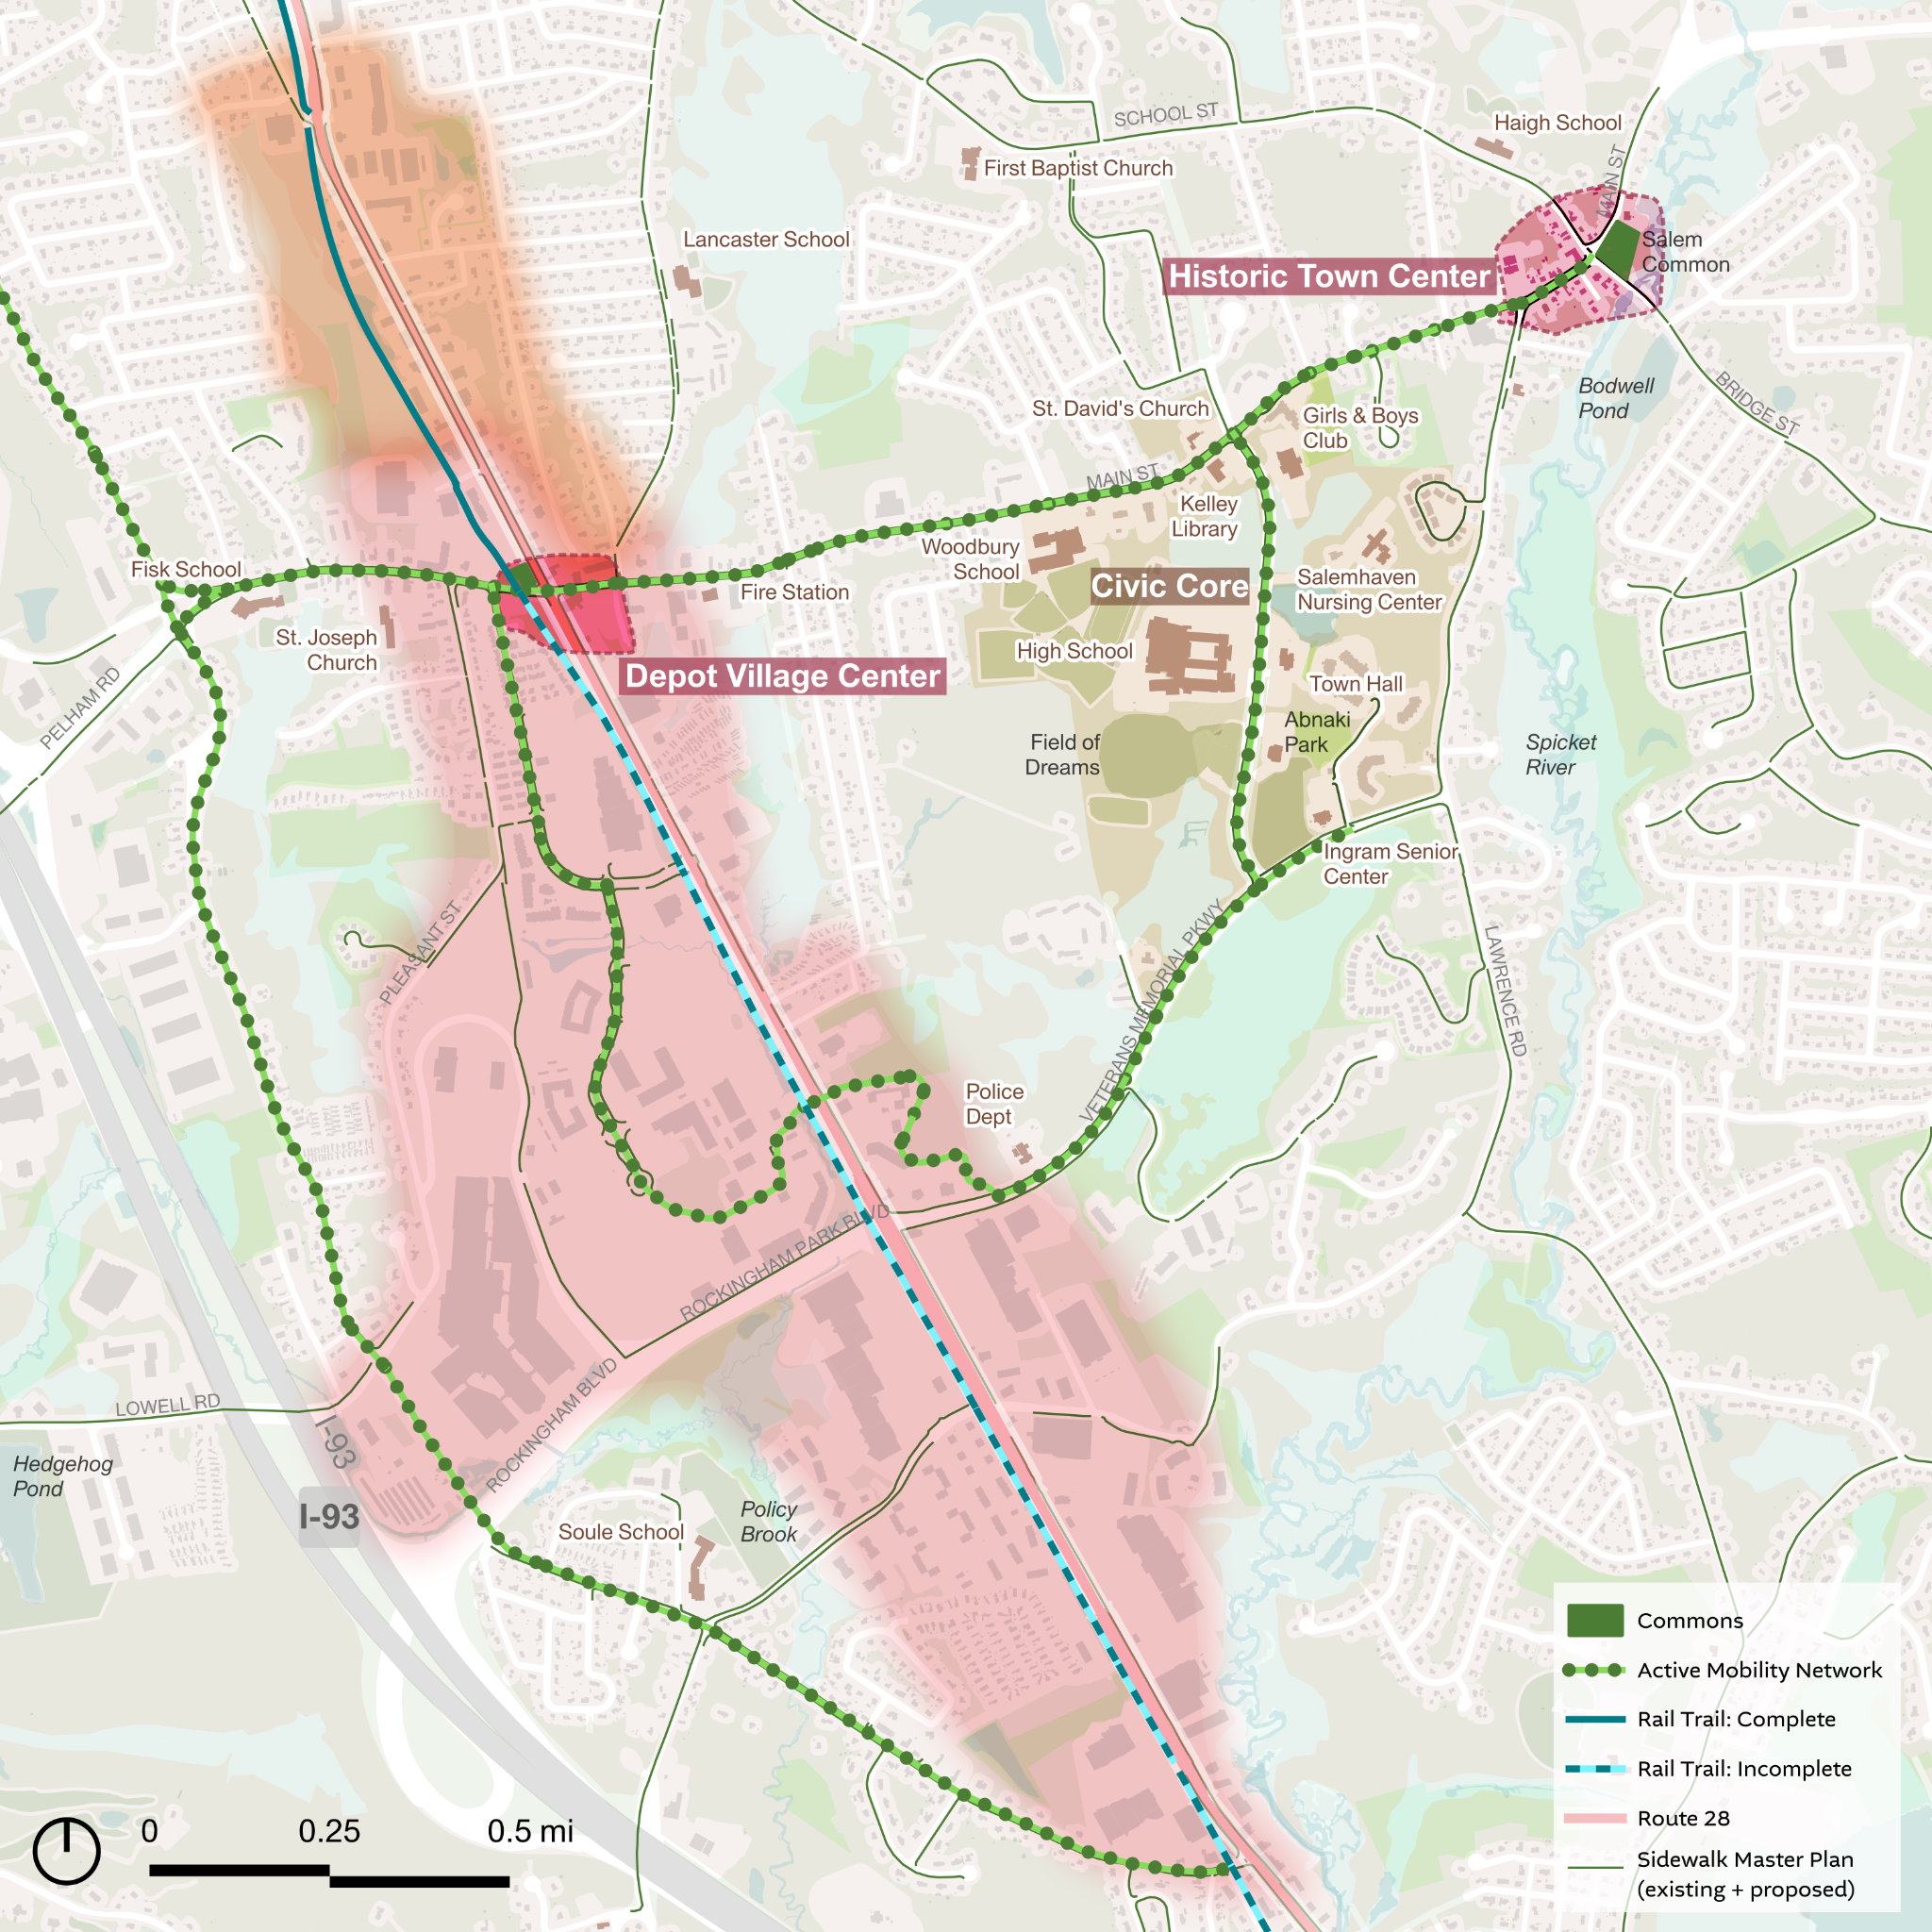 SCHOOL ST
Haigh School
First Baptist Church
MAIN ST
Lancaster School
Salem
Common
Historic Town Center
Bodwell
Pond
BRIDGE ST
St. David's Church
Girls & Boys
Club
MAIN ST
Kelley
Library
Woodbury
School
Fisk School
Fire Station
Civic Core
Salemhaven
Nursing Center
St. Joseph
Church
High School
Depot Village Center
Town Hall
PELHAM RD
Abnaki
Park
Field of
Dreams
Spicket
River
Ingram Senior
Center
PLEASANT ST
VETERANS MEMORIAL PKWY
LAWRENCE RD
Police
Dept
ROCKINGHAM PARK BLVD
LOWELL RD
ROCKINGHAM BLVD
I-93
Hedgehog
Pond
I-93
Soule School
Policy
Brook
Commons
Active Mobility Network
Rail Trail: Complete
Rail Trail: Incomplete
Route 28
Sidewalk Master Plan
(existing + proposed)
0 0.25 0.5 mi